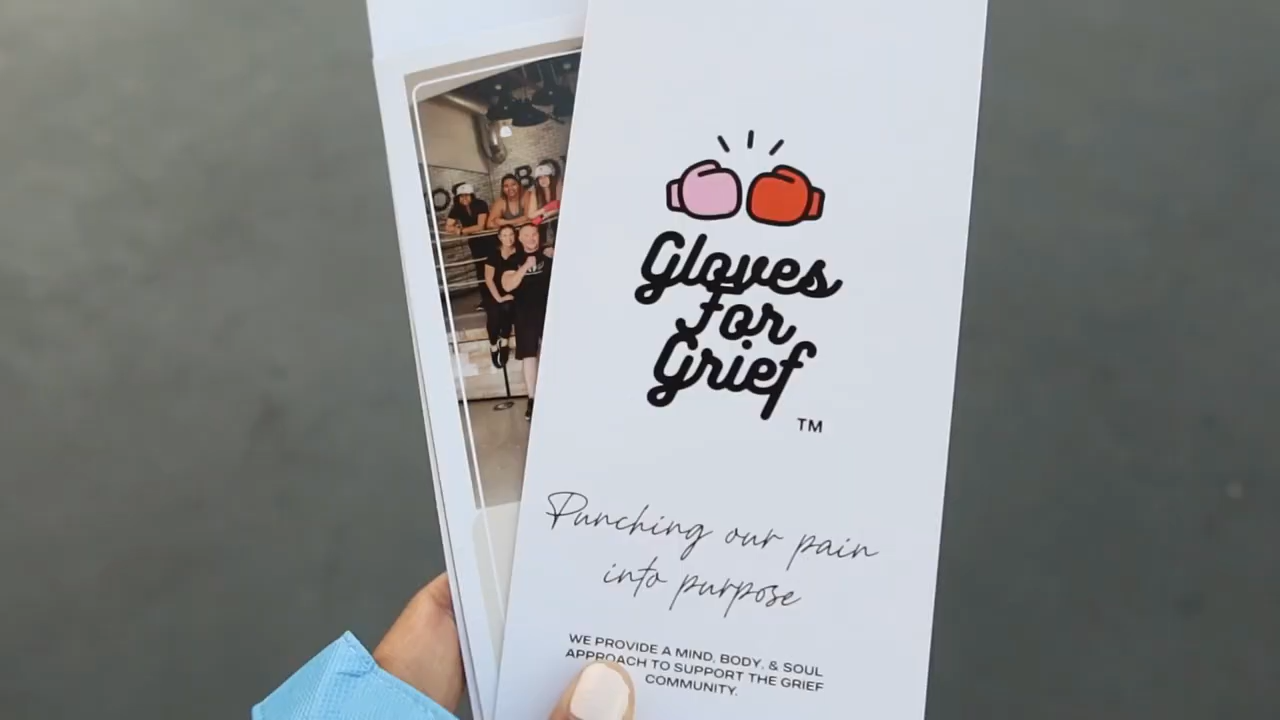 Gloves
for
Grief
TM
Punching our pain
into purpose
WE PROVIDE A MIND, BODY, & SOUL
APPROACH TO SUPPORT THE GRIEF
COMMUNITY.